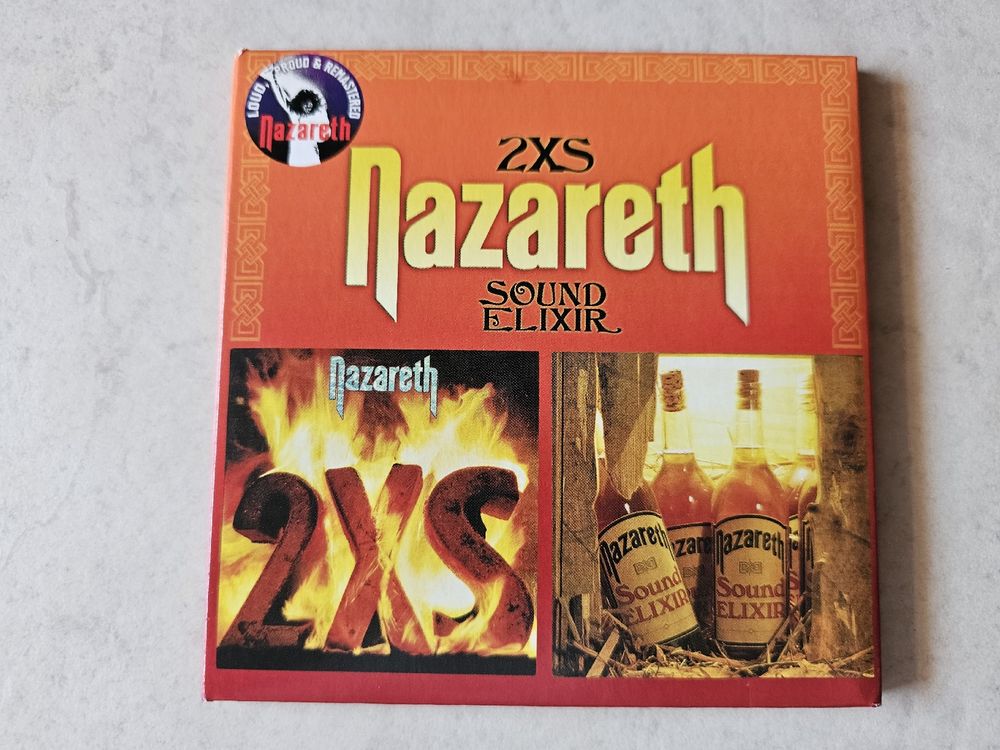 LOUD, PROUD & REMASTERED
Nazareth
2XS
Nazareth
SOUND
ELIXIR
Nazareth
2XS
Nazareth
Sound
ELIXIR
Nazareth
Sound
ELIXIR